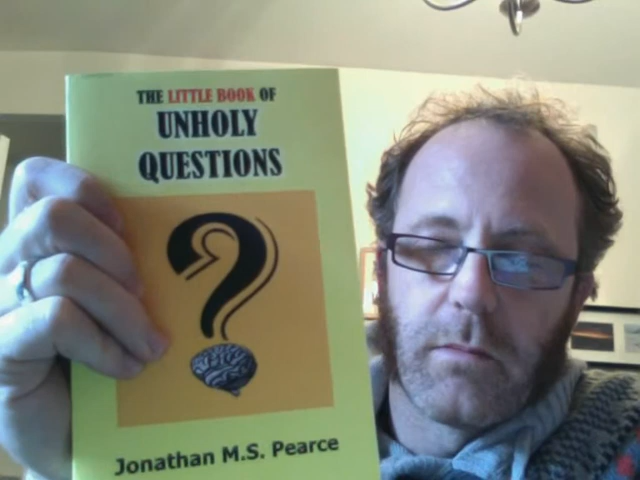 THE LITTLE BOOK OF
UNHOLY
QUESTIONS
?
Jonathan M.S. Pearce